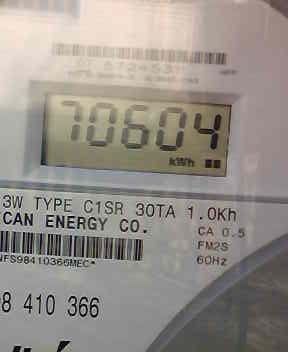 70604
kWh
3W TYPE C1SR 30TA 1.0Kh
CAN ENERGY CO.
CA 0.5
FM2S
60Hz
NFS98410366MEC*
8 410 366